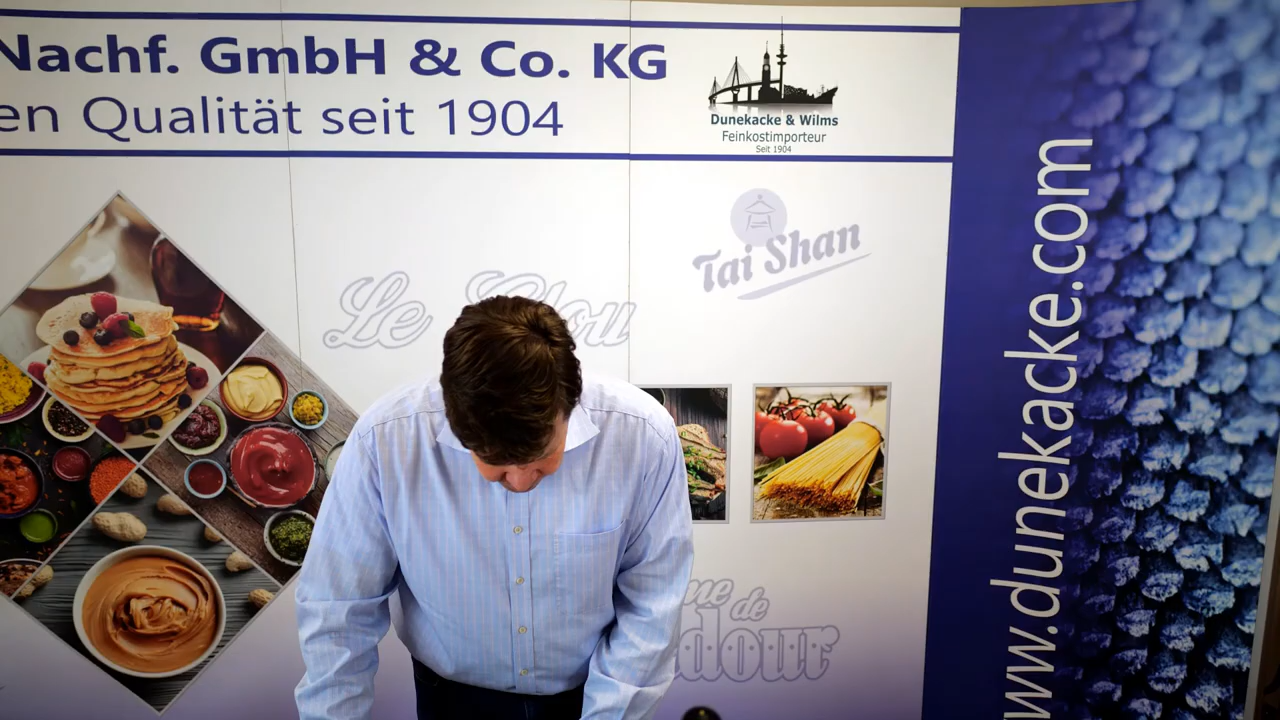 Nachf. GmbH & Co. KG
en Qualität seit 1904
Dunekacke & Wilms
Feinkostimporteur
Seit 1904
Tai Shan
Le
de
www.dunekacke.com